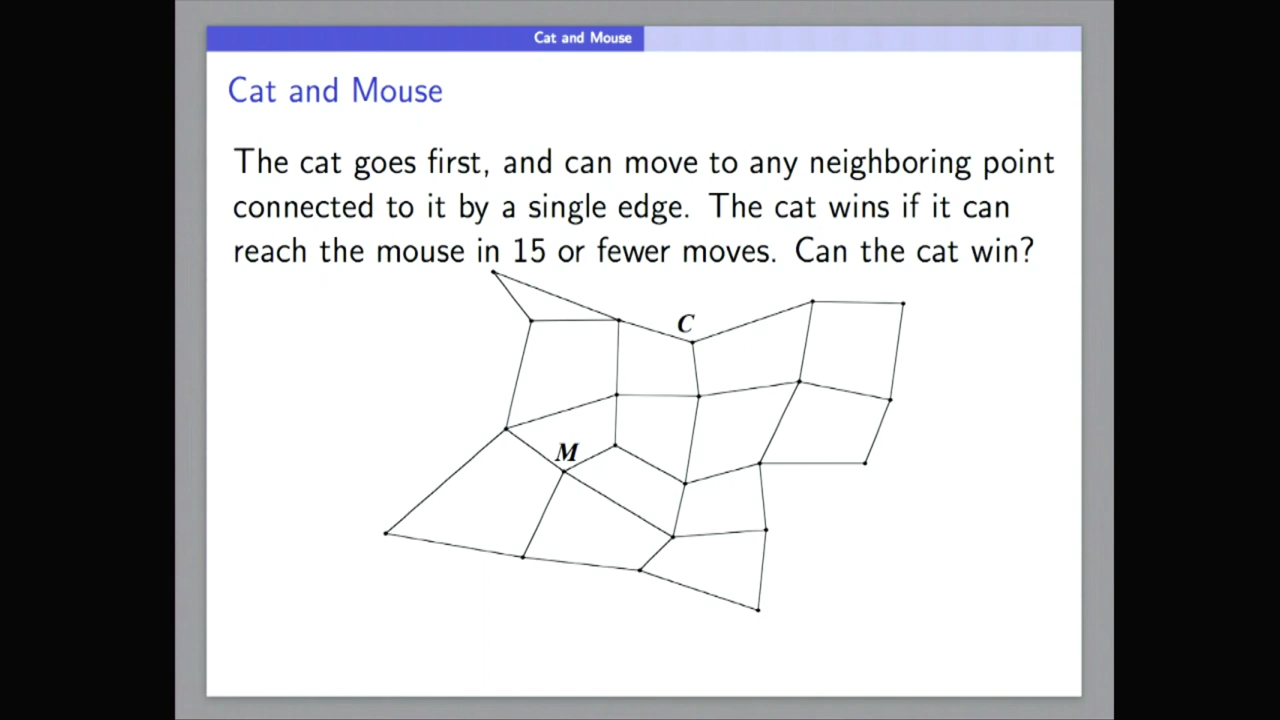 Cat and Mouse
Cat and Mouse
The cat goes first, and can move to any neighboring point
connected to it by a single edge. The cat wins if it can
reach the mouse in 15 or fewer moves. Can the cat win?
C
M